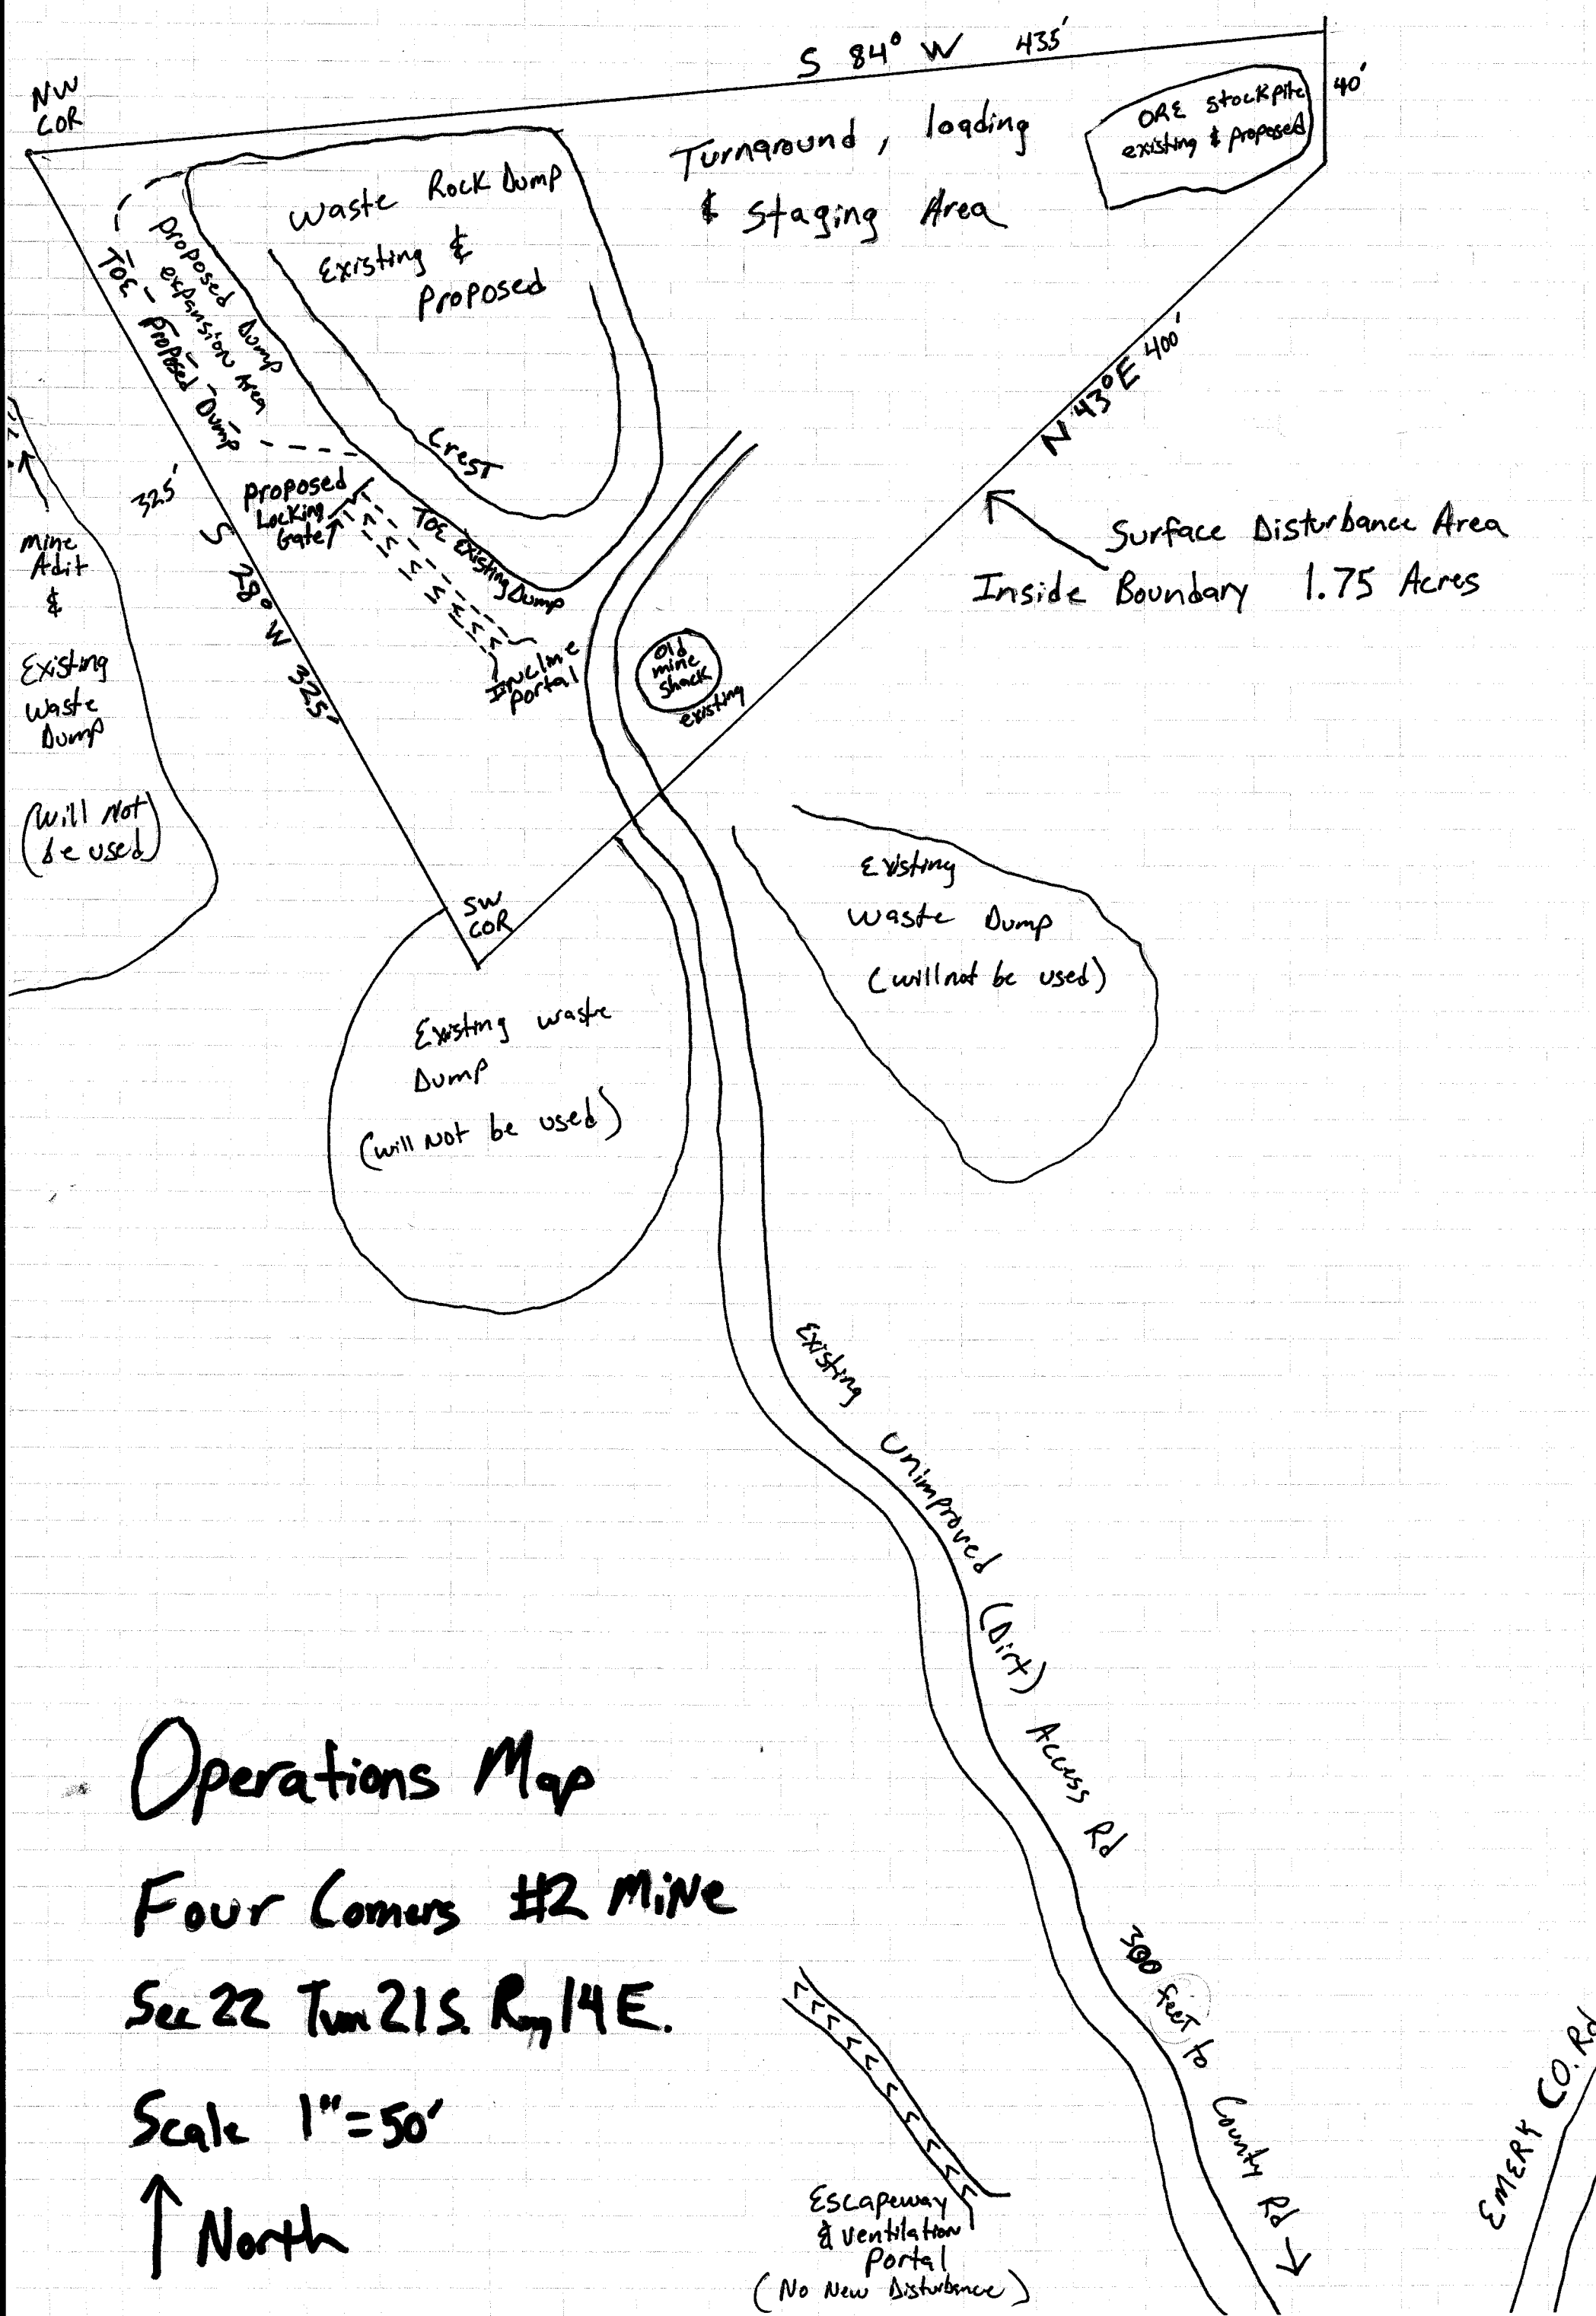 S 84° W 435'
NW
COR
40'
ORE Stockpile
existing & proposed
Turnaround, loading
& Staging Area
Waste Rock Dump
Existing &
Proposed
Proposed Dump
expansion Area
TOE - Proposed Dump
Crest
N 43° E 400'
325'
S 28° W 325'
Proposed
Locking
Gate
TOE Existing Dump
Incline
Portal
Old
mine
Shack
existing
Surface Disturbance Area
Inside Boundary 1.75 Acres
mine
Adit
&
Existing
Waste
Dump
(Will Not
be used)
SW
COR
Existing
Waste Dump
(will not be used)
Existing Waste
Dump
(will Not be used)
Existing Unimproved (Dirt) Access Rd
300 feet to County Rd
Operations Map
Four Corners #2 MiNe
Sec 22 Twn 21 S. Rng 14 E.
Scale 1"=50'
North
Escapeway
& Ventilation
Portal
(No New Disturbance)
EMERY CO. Rd